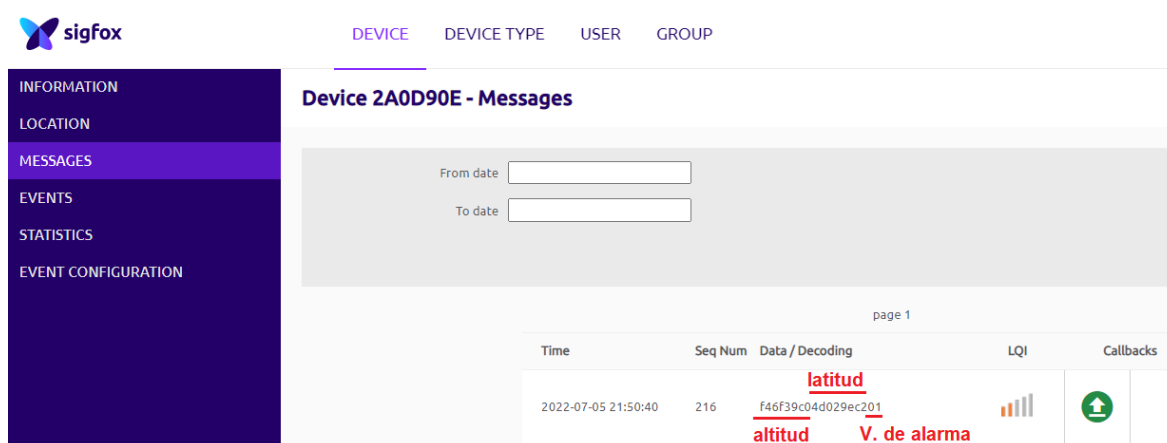 sigfox
DEVICE DEVICE TYPE USER GROUP
INFORMATION
LOCATION
MESSAGES
EVENTS
STATISTICS
EVENT CONFIGURATION
Device 2A0D90E - Messages
From date
To date
page 1
Time Seq Num Data / Decoding LQI Callbacks
latitud
2022-07-05 21:50:40 216 f46f39c04d029ec201
altitud V. de alarma